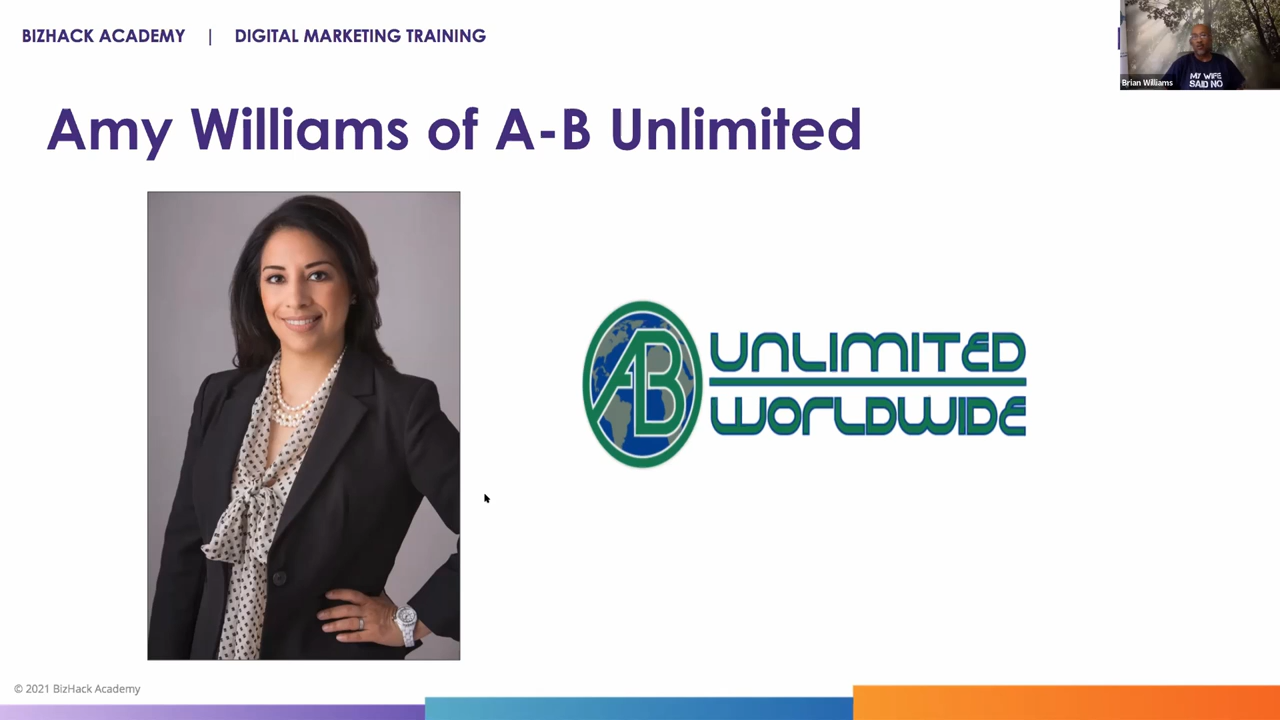 BIZHACK ACADEMY | DIGITAL MARKETING TRAINING
MY WIFE
SAID NO
Brian Williams
Amy Williams of A-B Unlimited
AB
UNLIMITED
WORLDWIDE
© 2021 BizHack Academy